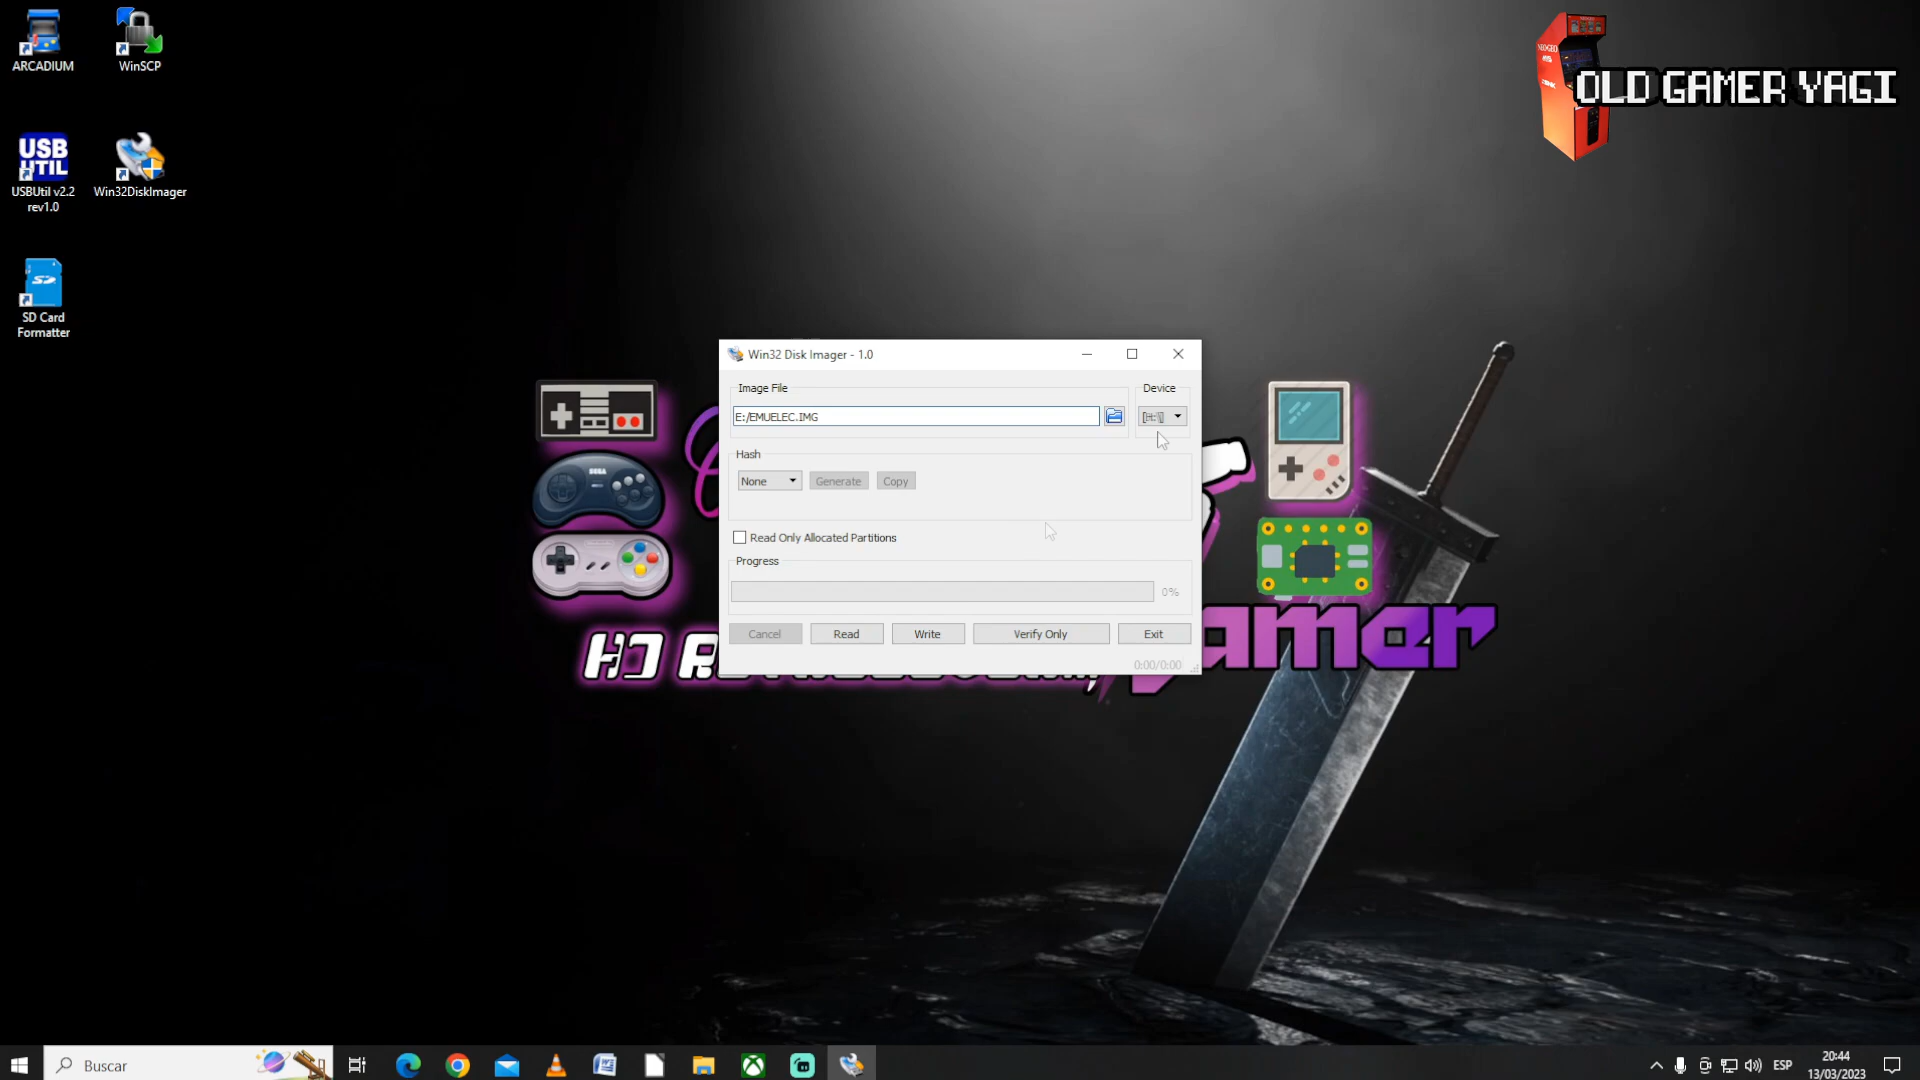 ARCADIUM
WinSCP
USB
UTIL
USBUtil v2.2
rev1.0
Win32DiskImager
SD Card
Formatter
OLD GAMER YAGI
Win32 Disk Imager - 1.0
Image File
Device
E:/EMUELEC.IMG
[H:\]
Hash
None
Generate
Copy
Read Only Allocated Partitions
Progress
0%
Cancel
Read
Write
Verify Only
Exit
0:00/0:00
SEGA
Buscar
ESP
20:44
13/03/2023